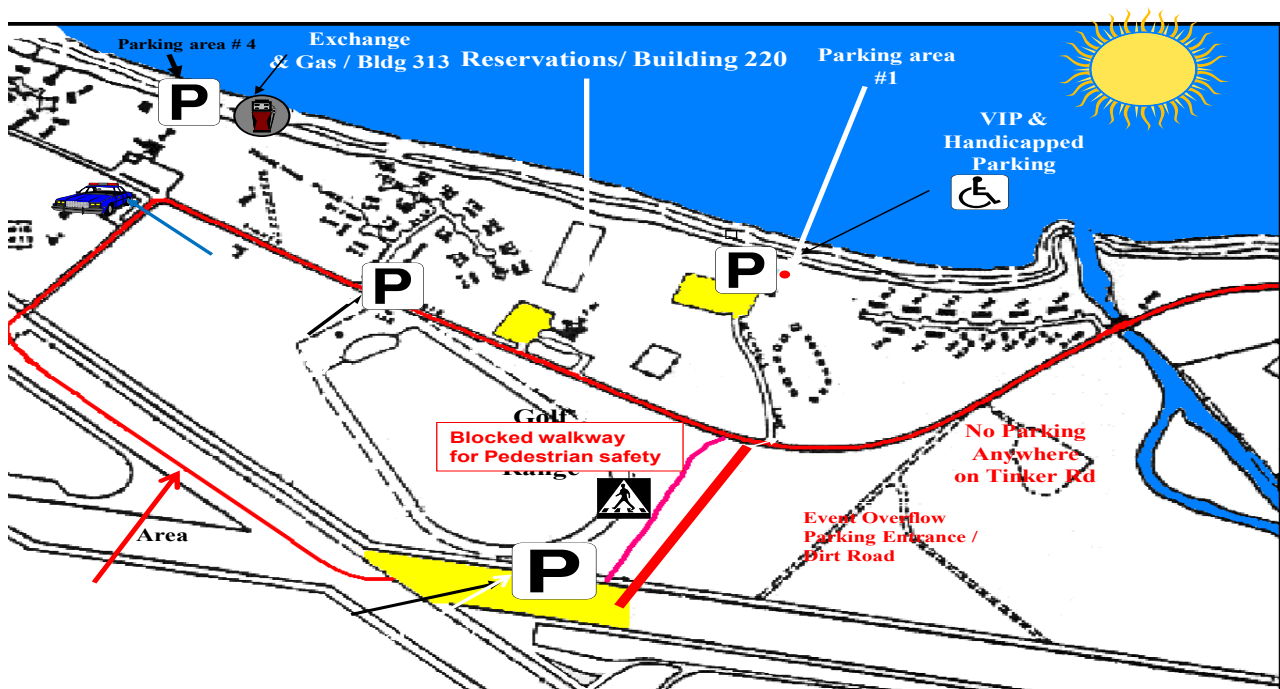 Parking area # 4
Exchange
& Gas / Bldg 313
Reservations/ Building 220
Parking area
#1
VIP &
Handicapped
Parking
P
P
P
Golf
Blocked walkway
for Pedestrian safety
Range
No Parking
Anywhere
on Tinker Rd
Event Overflow
Parking Entrance /
Dirt Road
Area
P